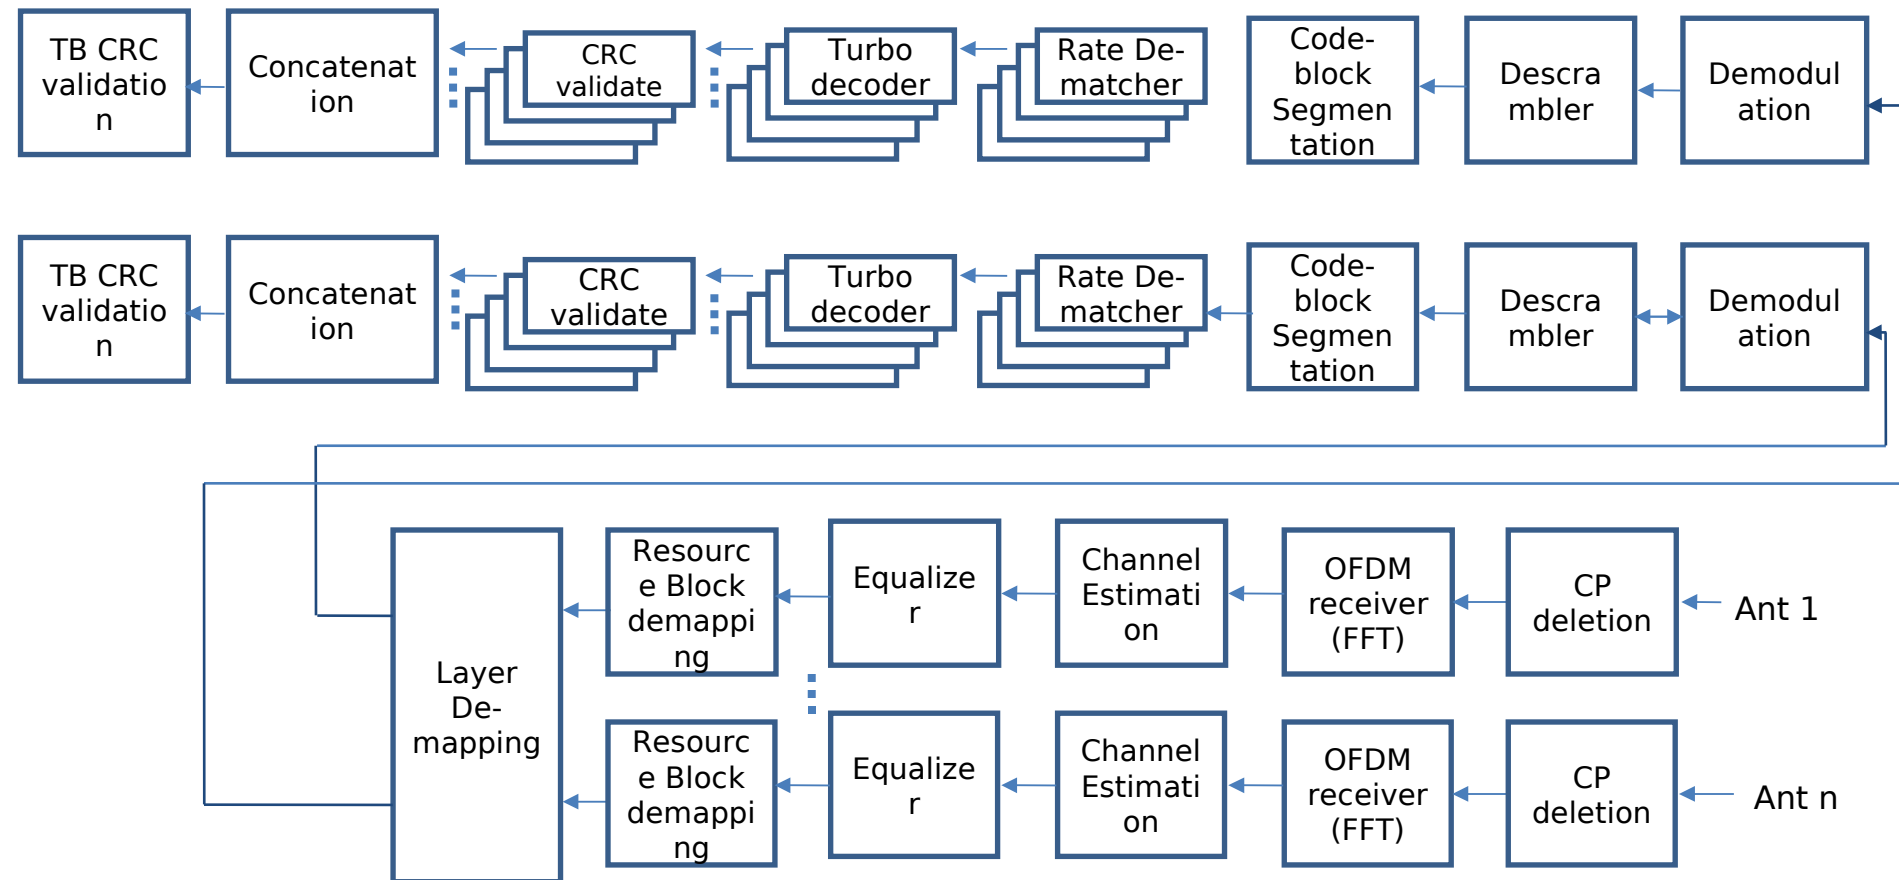 TB CRC
validatio
n
Concatenat
ion
CRC
validate
Turbo
decoder
Rate De-
matcher
Code-
block
Segmen
tation
Descra
mbler
Demodul
ation
TB CRC
validatio
n
Concatenat
ion
CRC
validate
Turbo
decoder
Rate De-
matcher
Code-
block
Segmen
tation
Descra
mbler
Demodul
ation
Layer
De-
mapping
Resourc
e Block
demappi
ng
Equalize
r
Channel
Estimati
on
OFDM
receiver
(FFT)
CP
deletion
Ant 1
Resourc
e Block
demappi
ng
Equalize
r
Channel
Estimati
on
OFDM
receiver
(FFT)
CP
deletion
Ant n